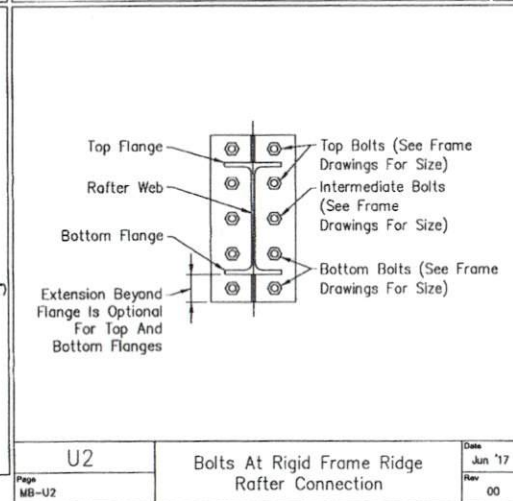 Top Flange
Rafter Web
Bottom Flange
Extension Beyond
Flange Is Optional
For Top And
Bottom Flanges
Top Bolts (See Frame
Drawings For Size)
Intermediate Bolts
(See Frame
Drawings For Size)
Bottom Bolts (See Frame
Drawings For Size)
U2
Page
MB-U2
Bolts At Rigid Frame Ridge
Rafter Connection
Date
Jun '17
Rev
00